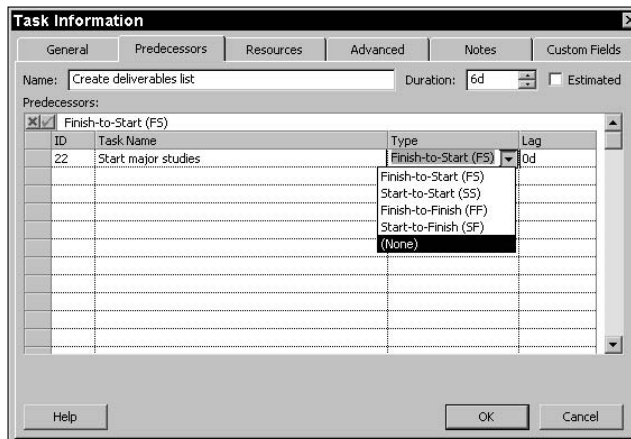 Task Information
General Predecessors Resources Advanced Notes Custom Fields
Name: Create deliverables list Duration: 6d Estimated
Predecessors:
Finish-to-Start (FS)
ID Task Name Type Lag
22 Start major studies Finish-to-Start (FS) 0d
Finish-to-Start (FS)
Start-to-Start (SS)
Finish-to-Finish (FF)
Start-to-Finish (SF)
(None)
Help OK Cancel